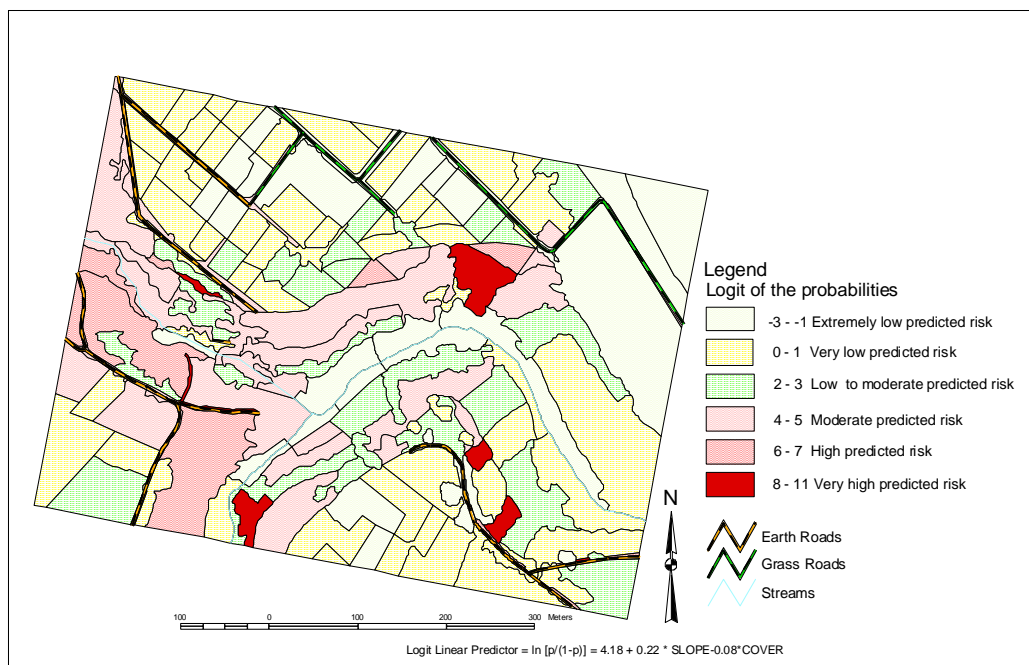 Legend
Logit of the probabilities
-3 - -1 Extremely low predicted risk
0 - 1 Very low predicted risk
2 - 3 Low to moderate predicted risk
4 - 5 Moderate predicted risk
6 - 7 High predicted risk
8 - 11 Very high predicted risk
N
Earth Roads
Grass Roads
Streams
100 0 100 200 300 Meters
Logit Linear Predictor = ln [p/(1-p)] = 4.18 + 0.22 * SLOPE-0.08*COVER